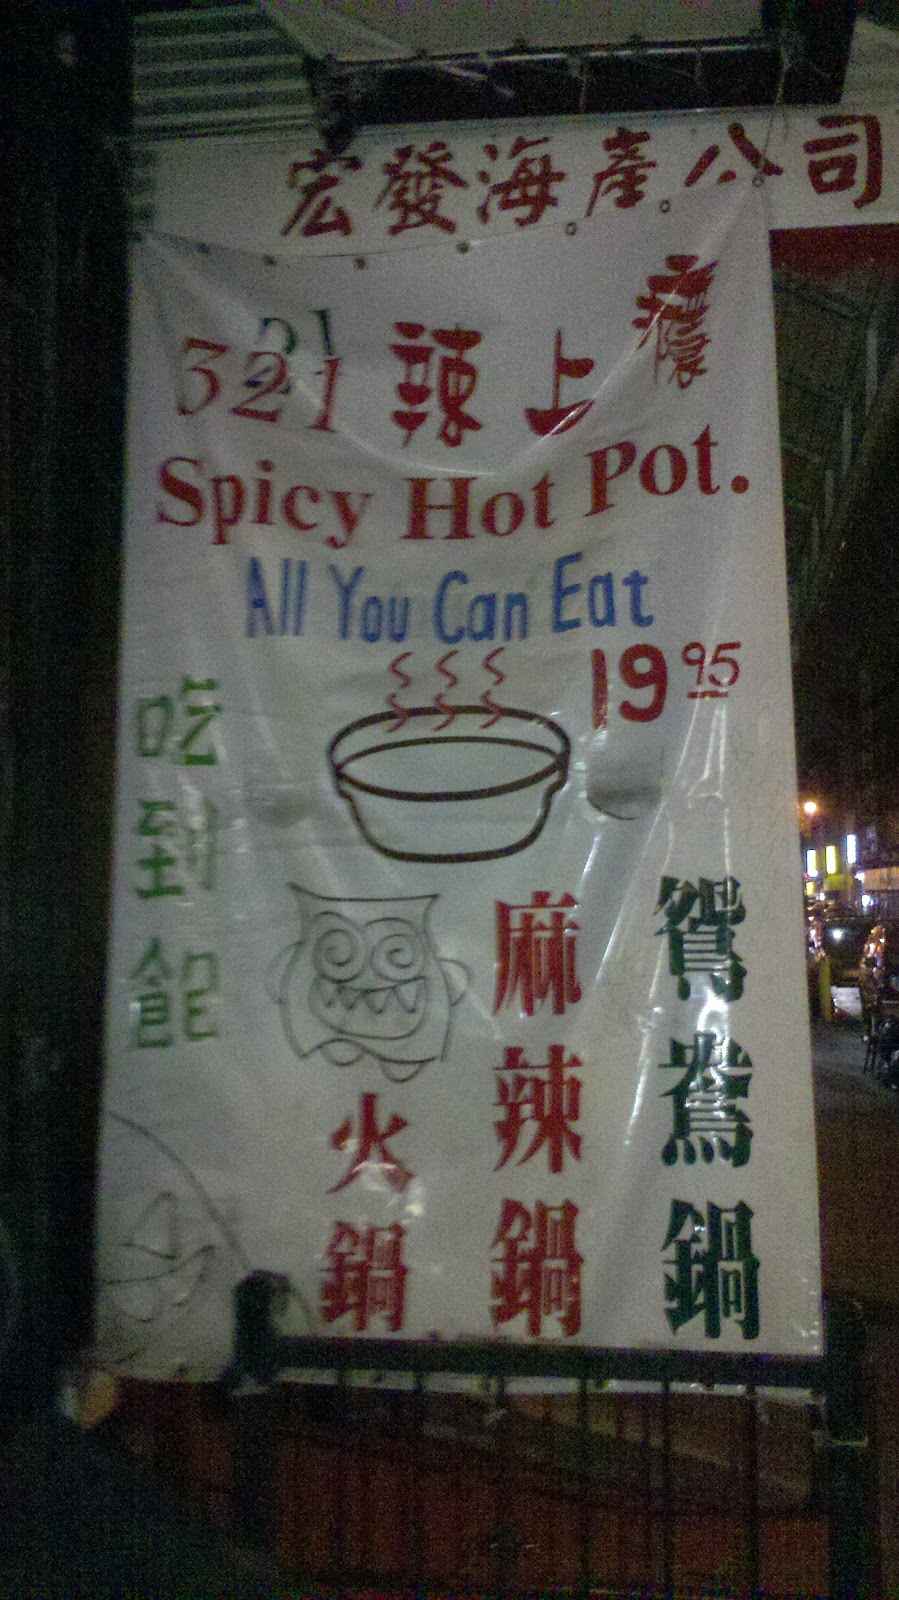 宏發海產公司
321 辣上癮
Spicy Hot Pot.
All You Can Eat
19 95
吃到飽
鴛鴦鍋
麻辣鍋
火鍋